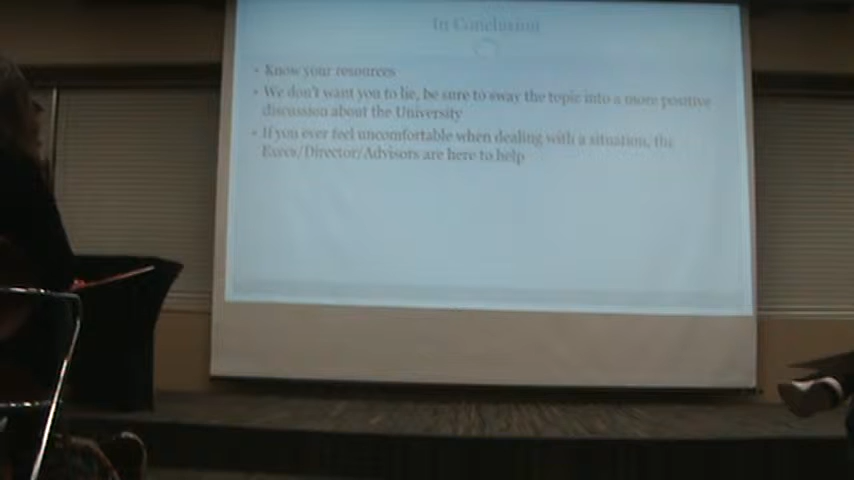 In Conclusion
• Know your resources
• We don't want you to lie, be sure to sway the topic into a more positive
discussion about the University
• If you ever feel uncomfortable when dealing with a situation, the
Execs/Director/Advisors are here to help